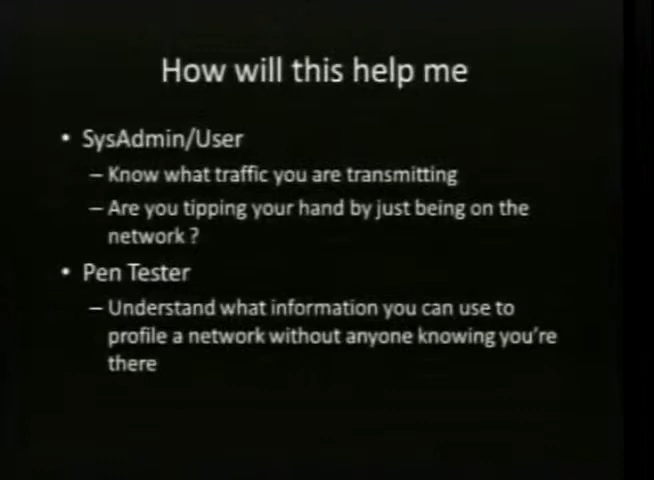 How will this help me
• SysAdmin/User
– Know what traffic you are transmitting
– Are you tipping your hand by just being on the
network ?
• Pen Tester
– Understand what information you can use to
profile a network without anyone knowing you're
there